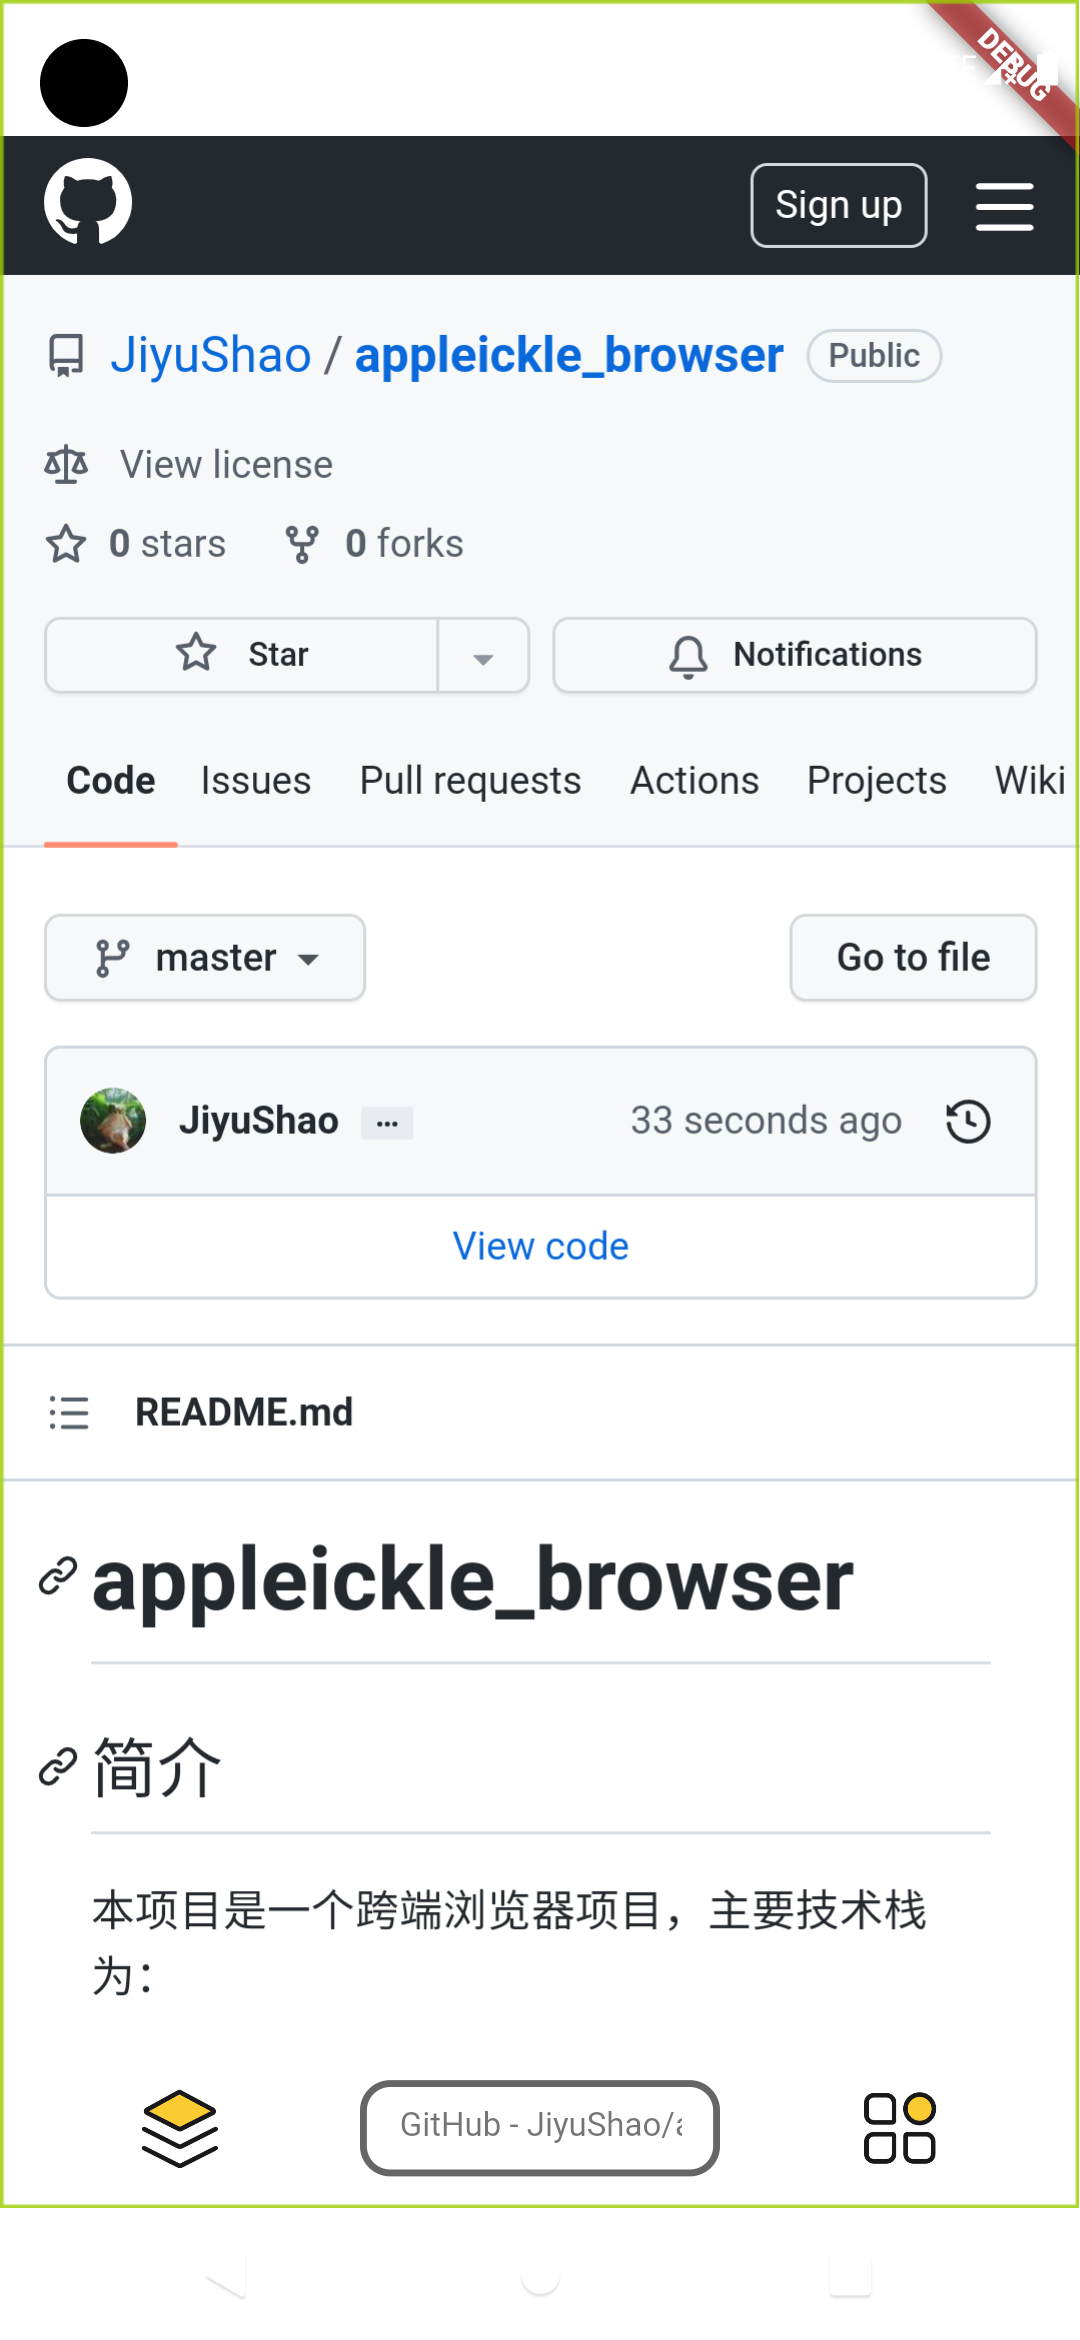 DEBUG
Sign up
JiyuShao / appleickle_browser Public
View license
0 stars 0 forks
Star Notifications
Code Issues Pull requests Actions Projects Wiki
master Go to file
JiyuShao ... 33 seconds ago
View code
README.md
appleickle_browser
简介
本项目是一个跨端浏览器项目，主要技术栈
为：
GitHub - JiyuShao/a